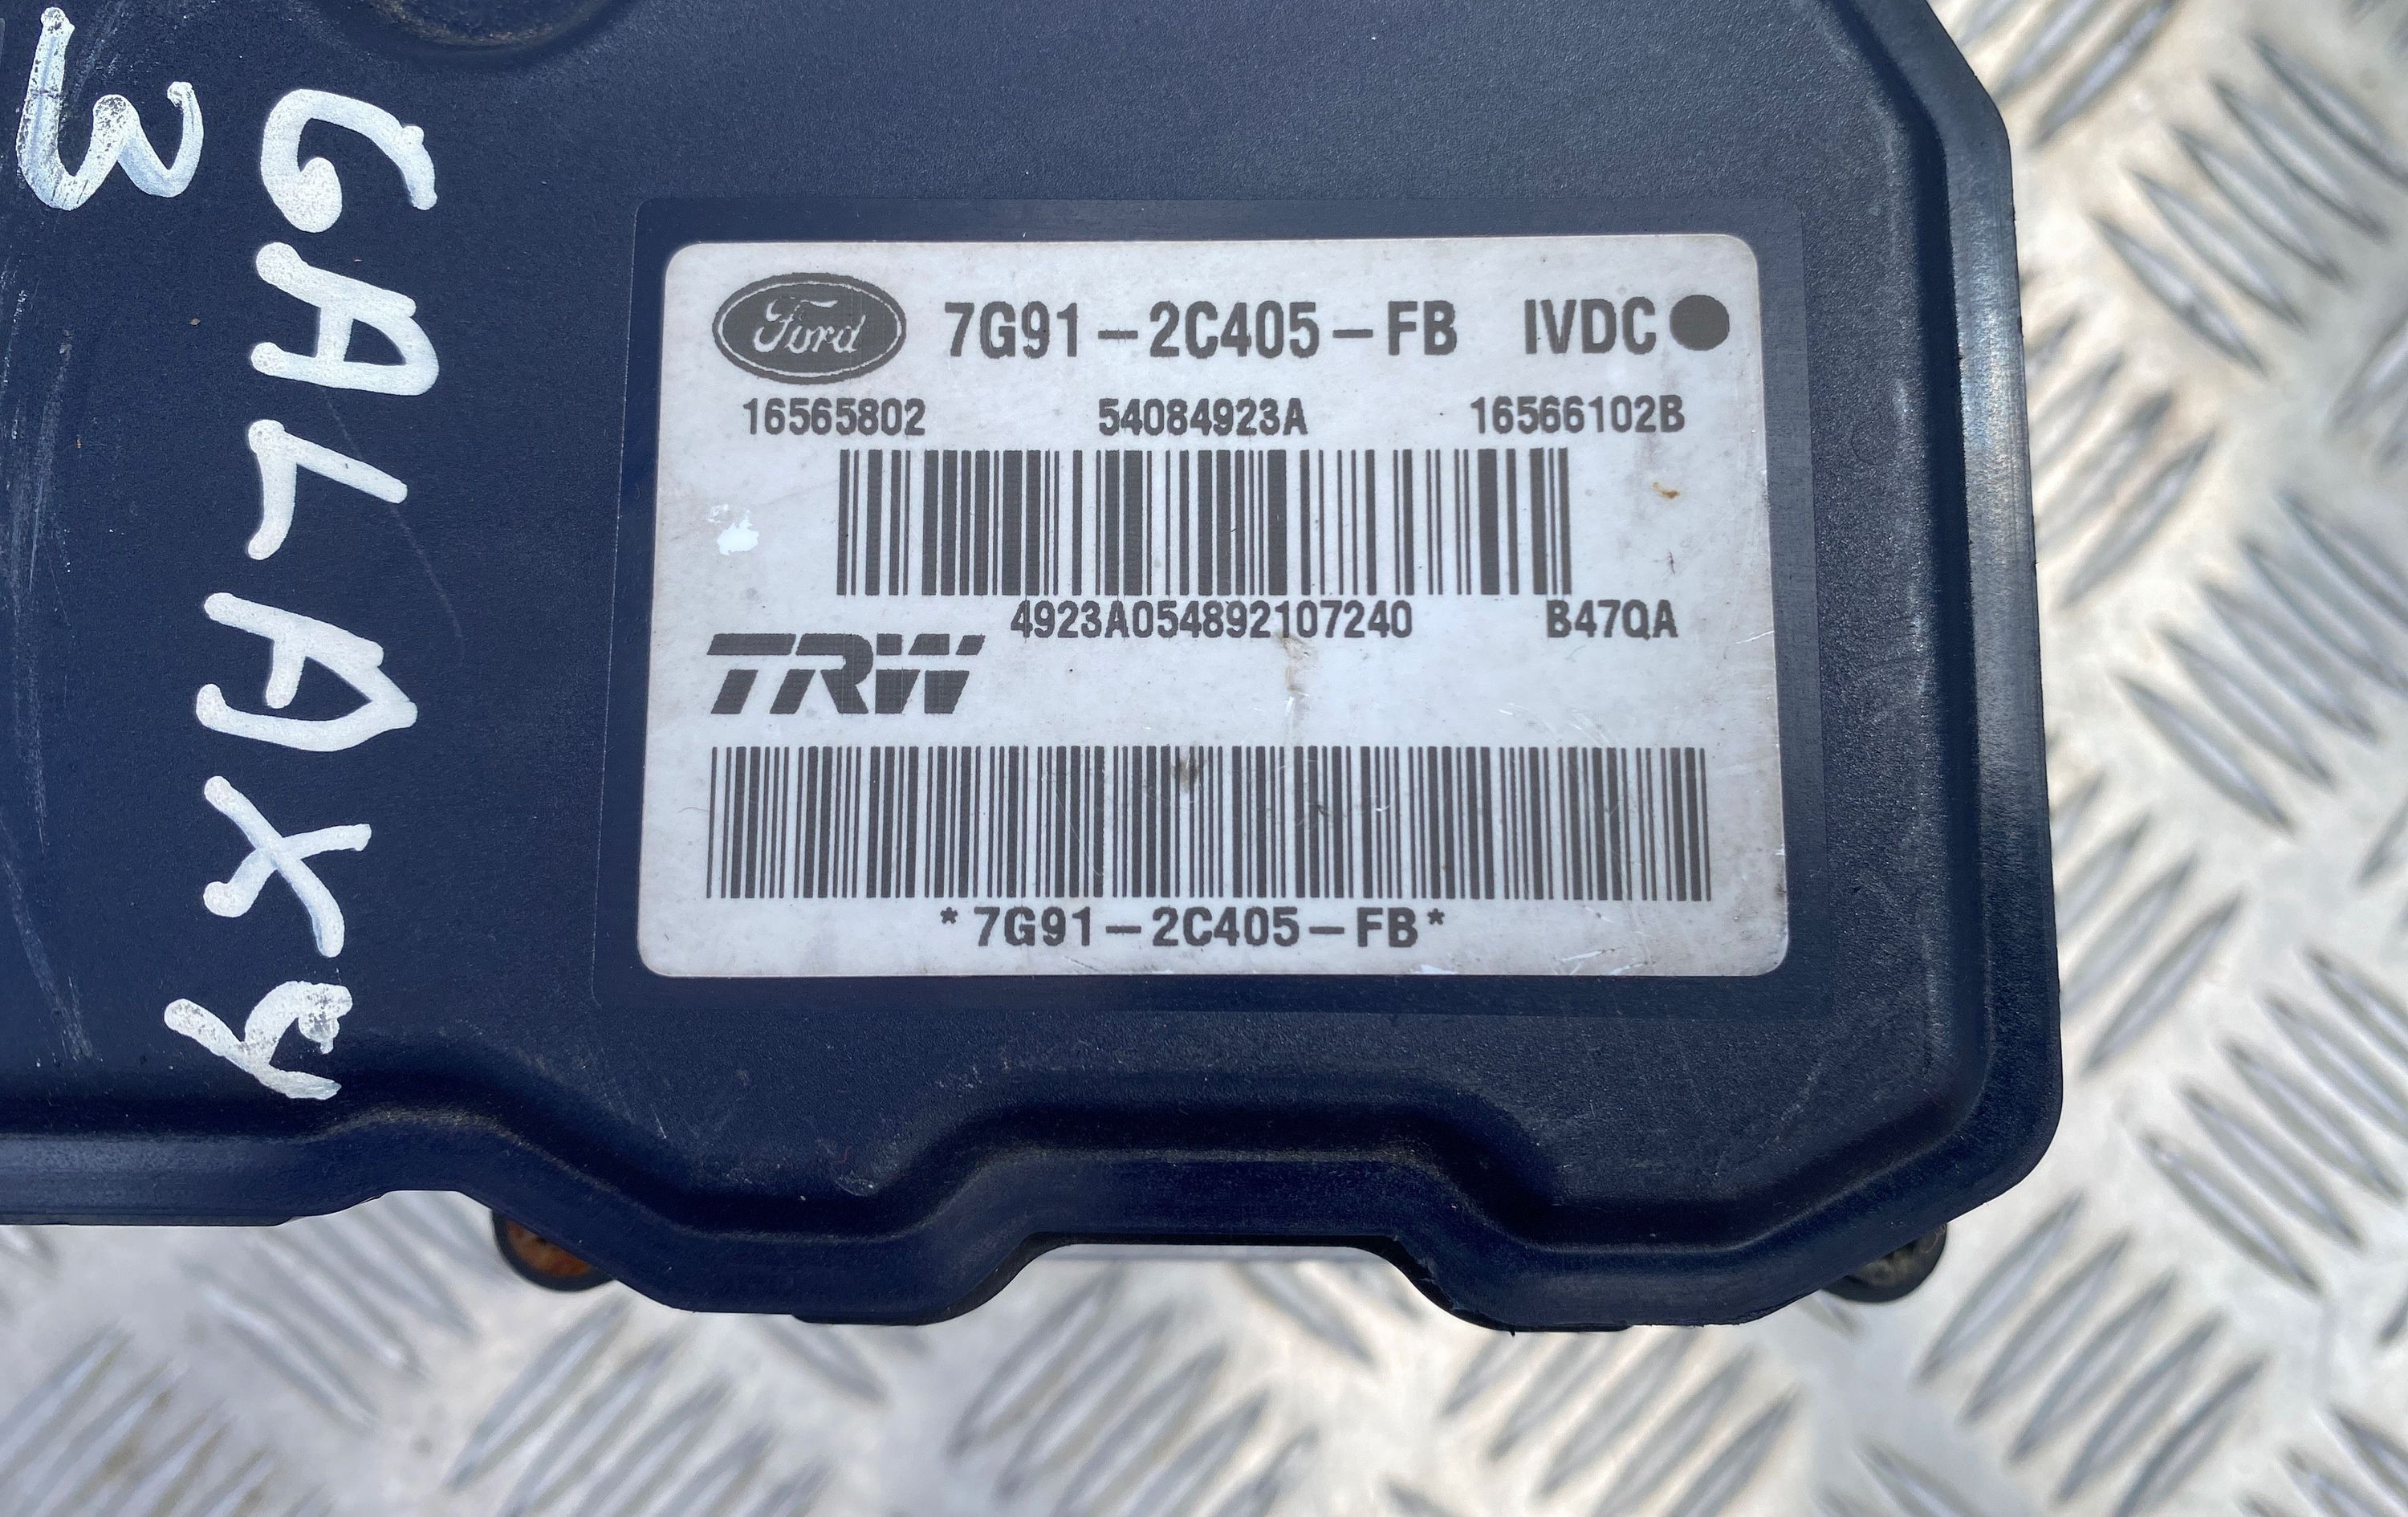 3
GALAXY
Ford 7G91-2C405-FB IVDC
16565802 54084923A 16566102B
4923A054892107240 B47QA
TRW
*7G91-2C405-FB*